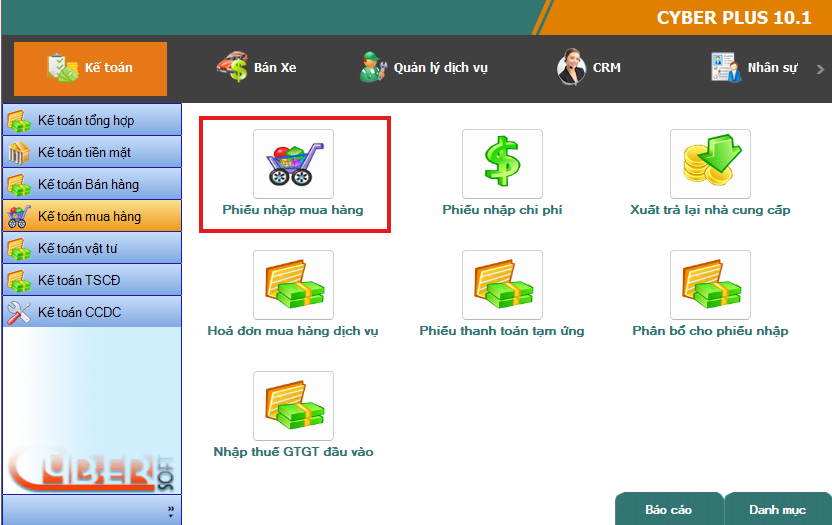 CYBER PLUS 10.1
Kế toán
Bán Xe
Quản lý dịch vụ
CRM
Nhân sự
Kế toán tổng hợp
Kế toán tiền mặt
Kế toán Bán hàng
Kế toán mua hàng
Kế toán vật tư
Kế toán TSCĐ
Kế toán CCDC
Phiếu nhập mua hàng
Phiếu nhập chi phí
Xuất trả lại nhà cung cấp
Hoá đơn mua hàng dịch vụ
Phiếu thanh toán tạm ứng
Phân bổ cho phiếu nhập
Nhập thuế GTGT đầu vào
CYBER SOFT
Báo cáo
Danh mục